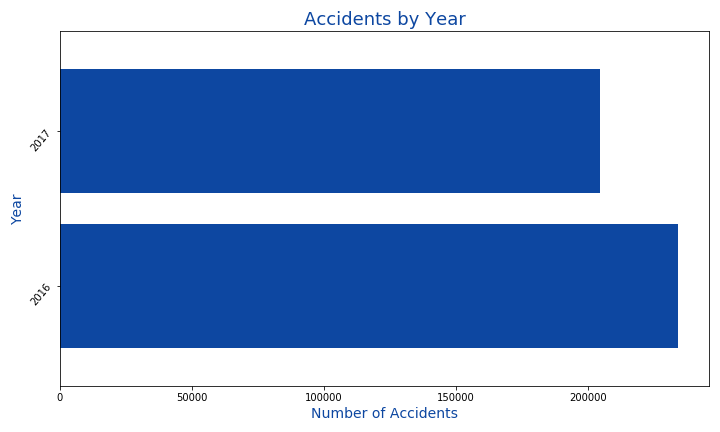 Accidents by Year
2017
Year
2016
0 50000 100000 150000 200000
Number of Accidents